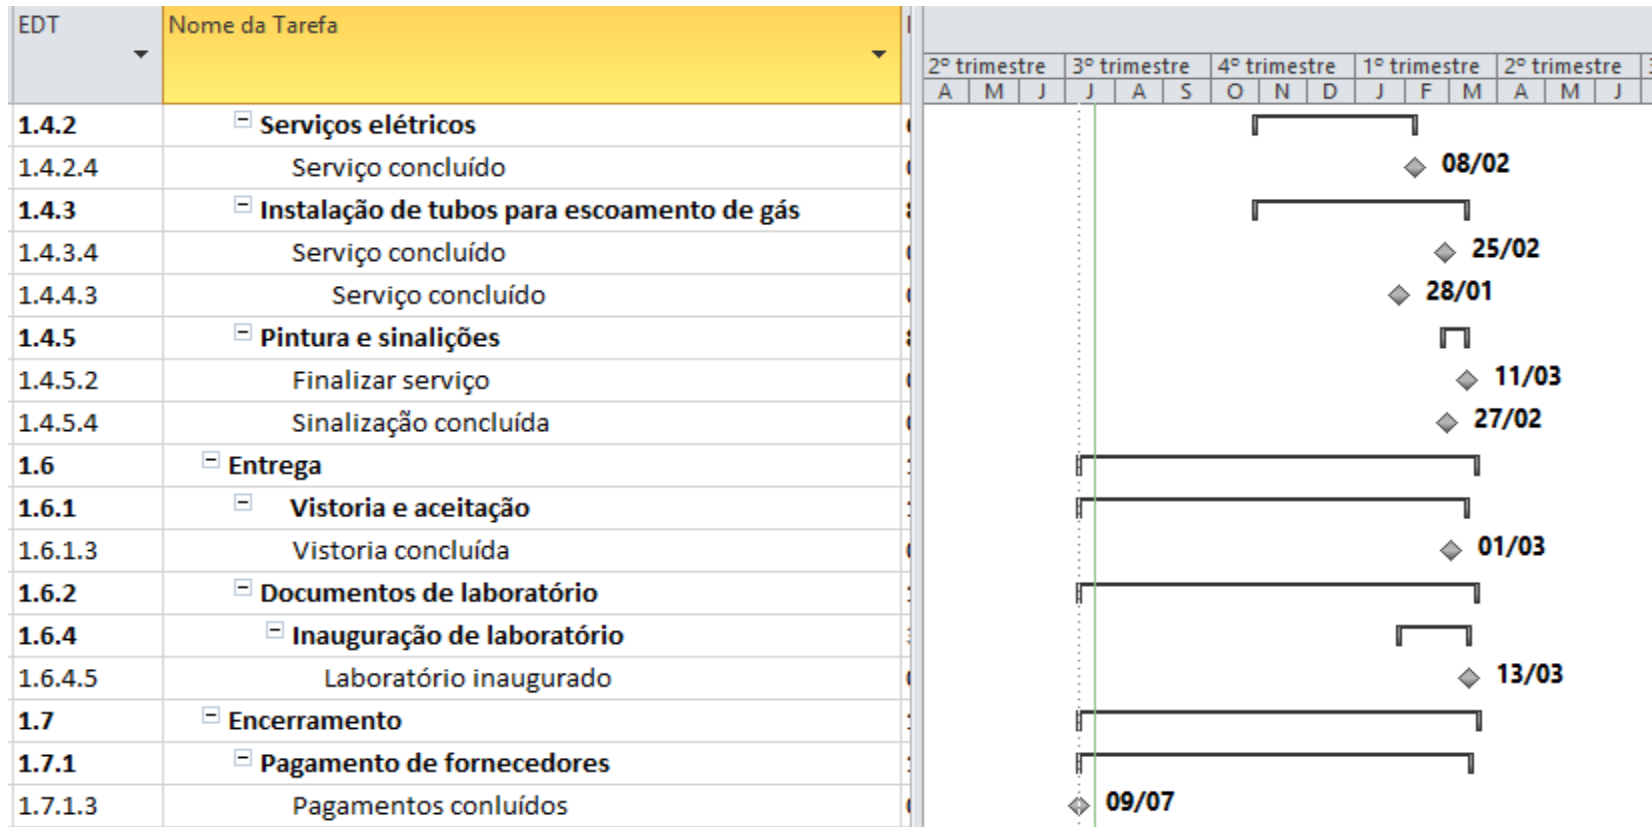 EDT Nome da Tarefa
2º trimestre 3º trimestre 4º trimestre 1º trimestre 2º trimestre
A M J J A S O N D J F M A M J
1.4.2 Serviços elétricos
1.4.2.4 Serviço concluído 08/02
1.4.3 Instalação de tubos para escoamento de gás
1.4.3.4 Serviço concluído 25/02
1.4.4.3 Serviço concluído 28/01
1.4.5 Pintura e sinalições
1.4.5.2 Finalizar serviço 11/03
1.4.5.4 Sinalização concluída 27/02
1.6 Entrega
1.6.1 Vistoria e aceitação
1.6.1.3 Vistoria concluída 01/03
1.6.2 Documentos de laboratório
1.6.4 Inauguração de laboratório
1.6.4.5 Laboratório inaugurado 13/03
1.7 Encerramento
1.7.1 Pagamento de fornecedores
1.7.1.3 Pagamentos conluídos 09/07